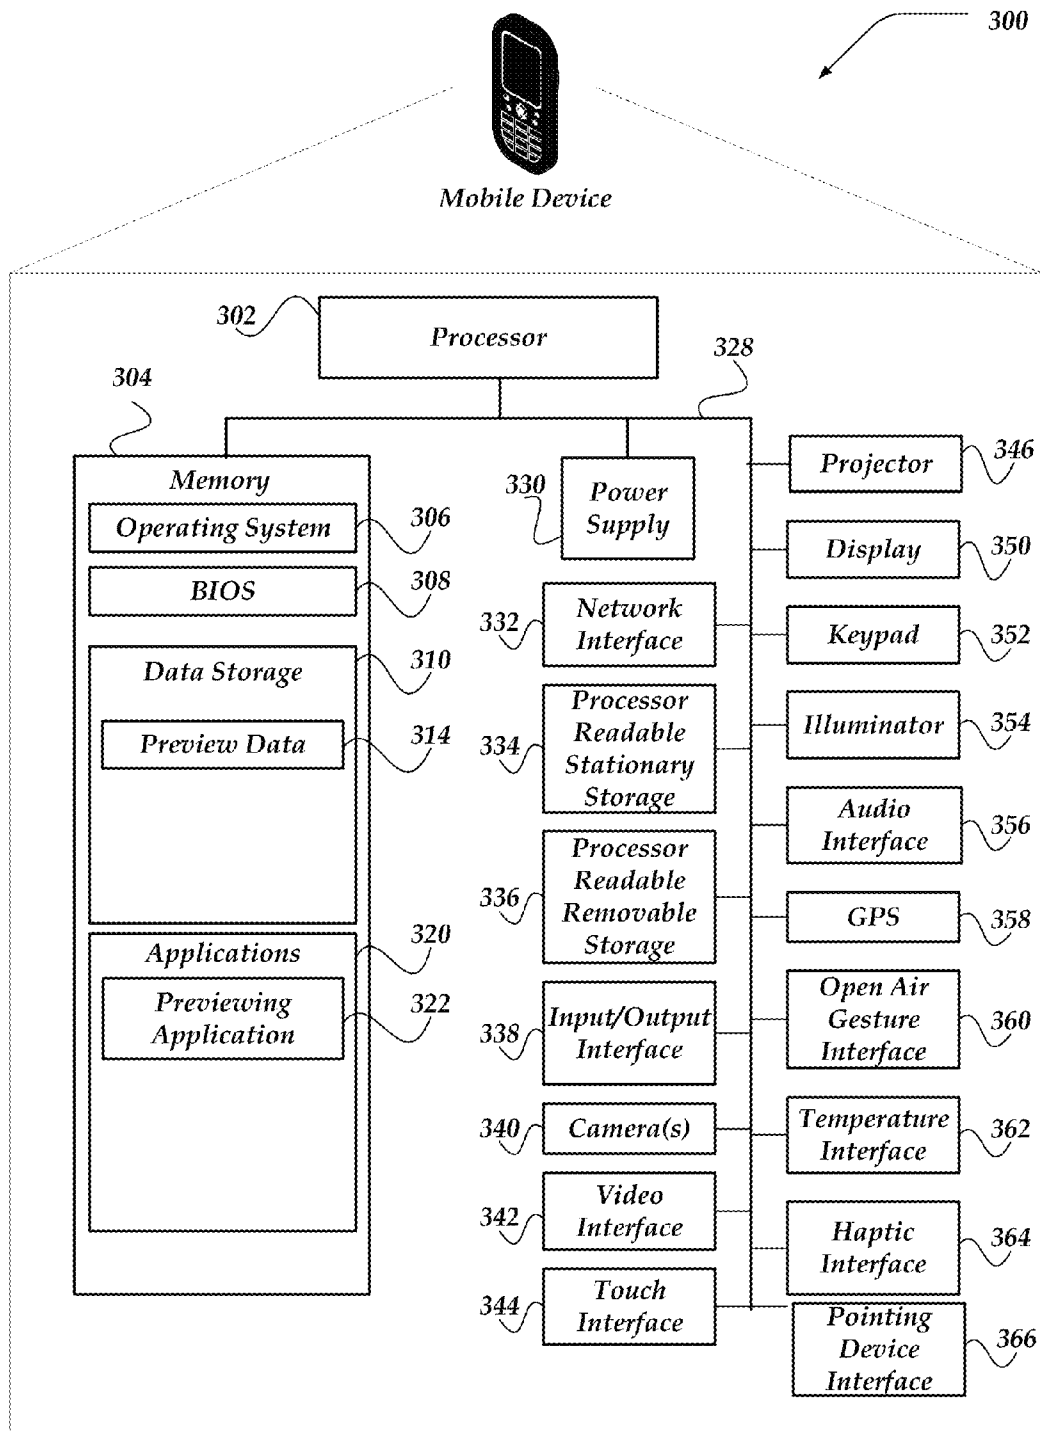 300
Mobile Device
302
Processor
328
304
Memory
Operating System
306
BIOS
308
Data Storage
310
Preview Data
314
Applications
320
Previewing
Application
322
330
Power
Supply
332
Network
Interface
334
Processor
Readable
Stationary
Storage
336
Processor
Readable
Removable
Storage
338
Input/Output
Interface
340
Camera(s)
342
Video
Interface
344
Touch
Interface
Projector
346
Display
350
Keypad
352
Illuminator
354
Audio
Interface
356
GPS
358
Open Air
Gesture
Interface
360
Temperature
Interface
362
Haptic
Interface
364
Pointing
Device
Interface
366